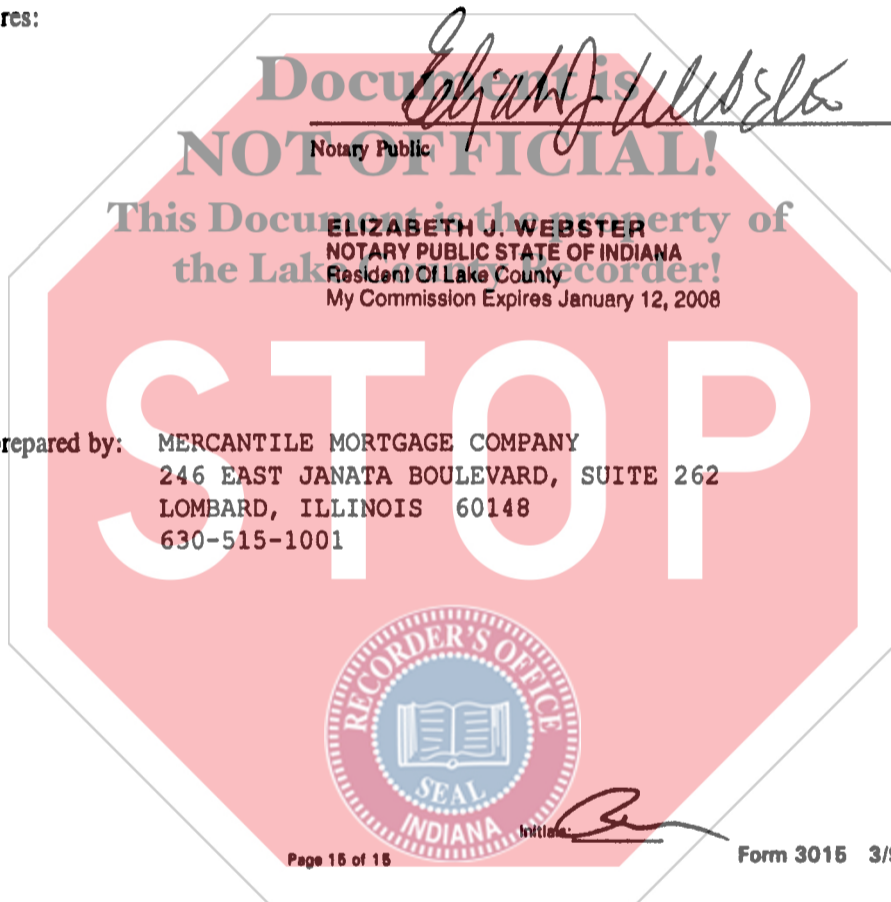 res:
Document is
NOT OFFICIAL!
Notary Public
This Document is the property of
the Lake County Recorder!
ELIZABETH J. WEBSTER
NOTARY PUBLIC STATE OF INDIANA
Resident Of Lake County
My Commission Expires January 12, 2008
STOP
repared by: MERCANTILE MORTGAGE COMPANY
246 EAST JANATA BOULEVARD, SUITE 262
LOMBARD, ILLINOIS 60148
630-515-1001
RECORDER'S OFFICE
SEAL
INDIANA
Initials:
Page 15 of 15
Form 3015 3/